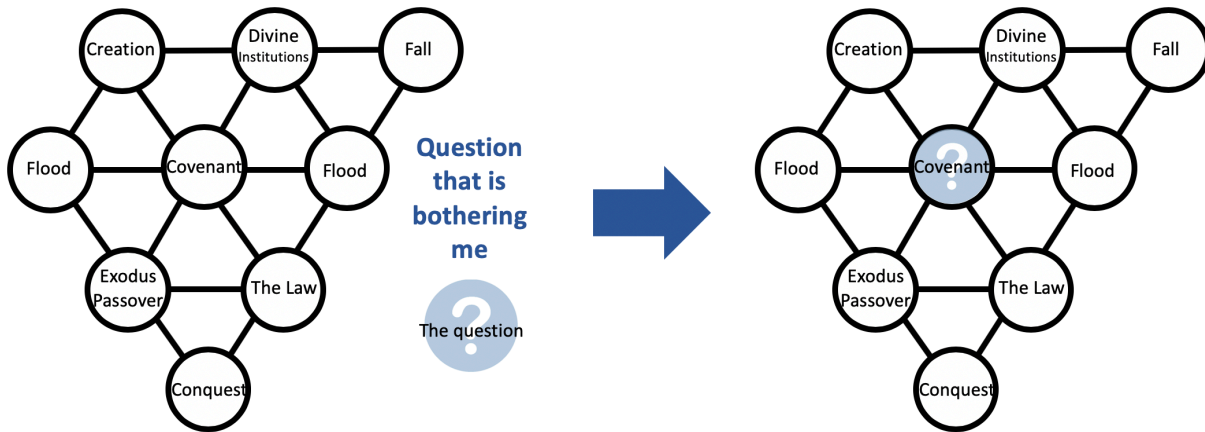 Creation
Divine
Institutions
Fall
Flood
Covenant
Flood
Exodus
Passover
The Law
Conquest
Question
that is
bothering
me
?
The question
Creation
Divine
Institutions
Fall
Flood
?
Covenant
Flood
Exodus
Passover
The Law
Conquest